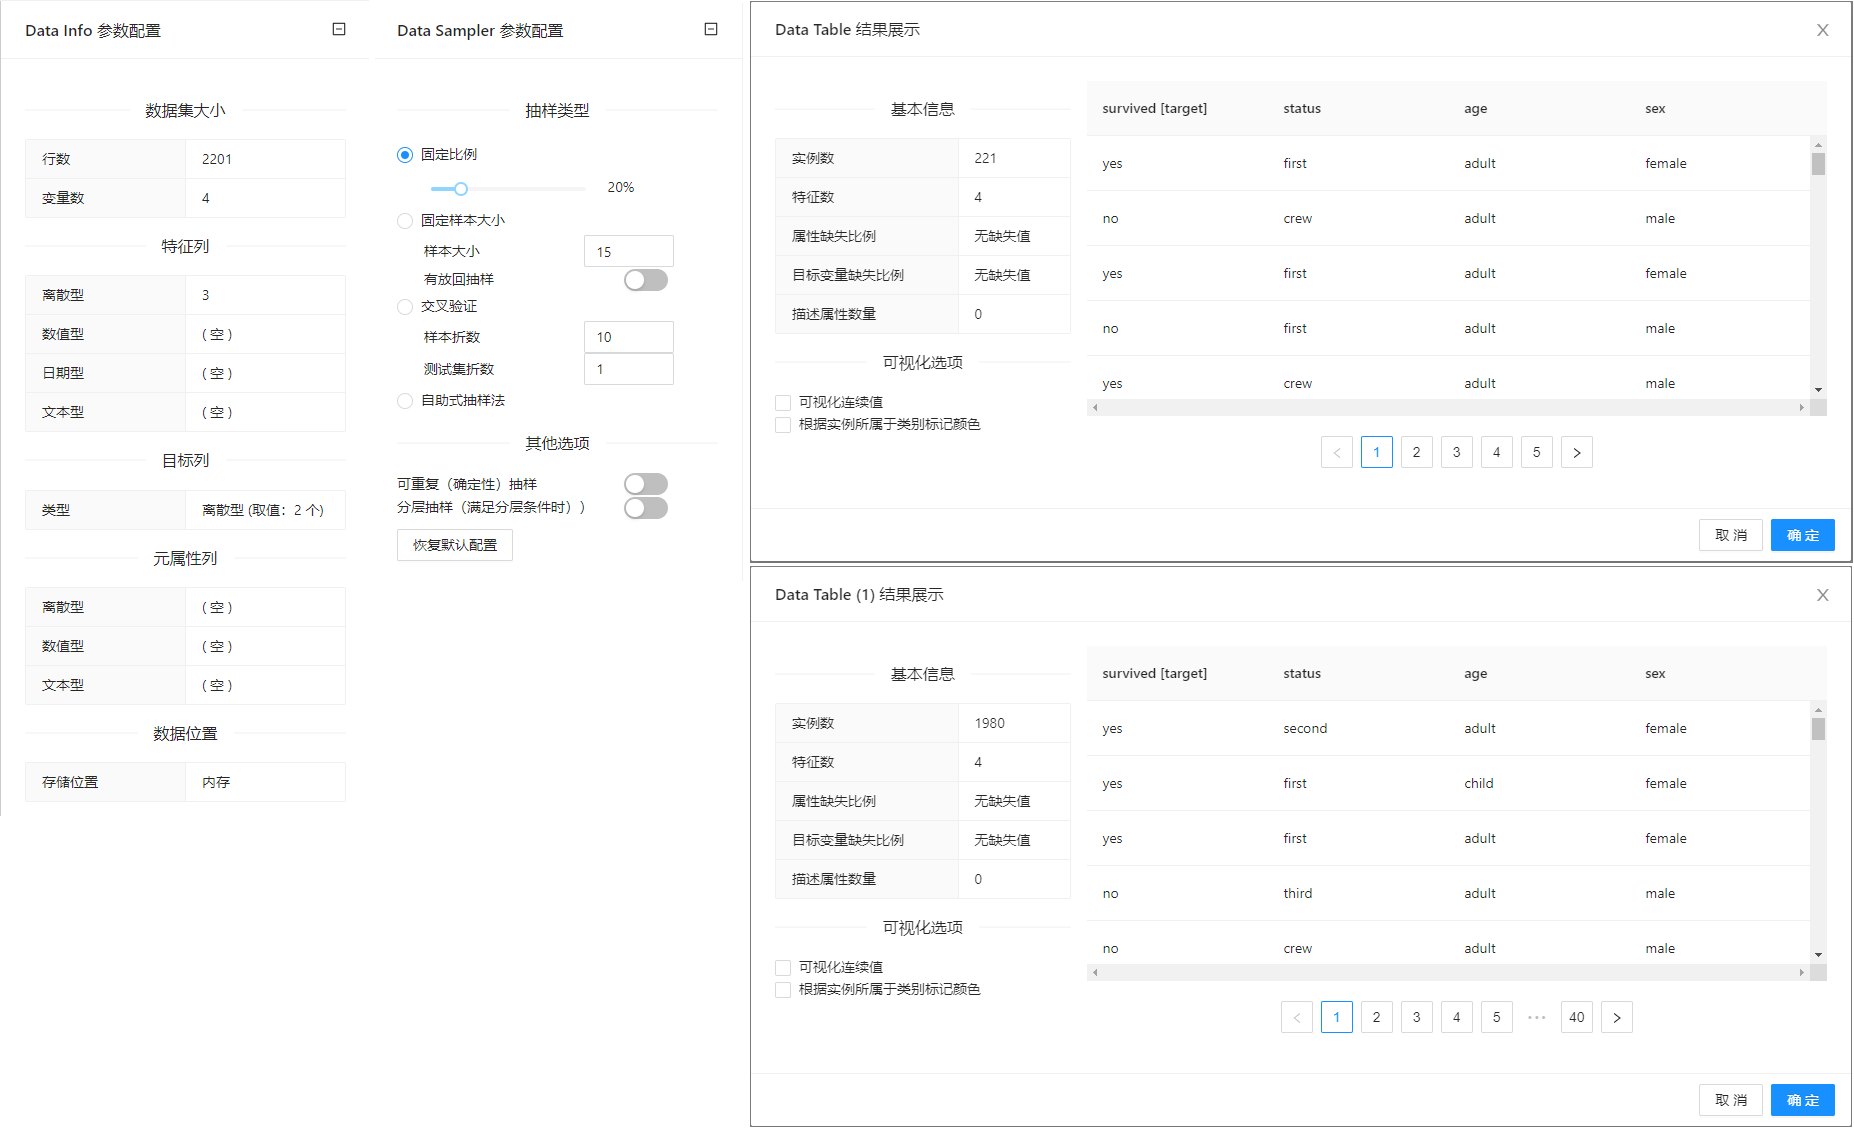 Data Info 参数配置
数据集大小
行数 2201
变量数 4
特征列
离散型 3
数值型 ( 空 )
日期型 ( 空 )
文本型 ( 空 )
目标列
类型 离散型 (取值：2 个)
元属性列
离散型 ( 空 )
数值型 ( 空 )
文本型 ( 空 )
数据位置
存储位置 内存
Data Sampler 参数配置
抽样类型
固定比例
20%
固定样本大小
样本大小 15
有放回抽样
交叉验证
样本折数 10
测试集折数 1
自助式抽样法
其他选项
可重复（确定性）抽样
分层抽样（满足分层条件时））
恢复默认配置
Data Table 结果展示
基本信息
实例数 221
特征数 4
属性缺失比例 无缺失值
目标变量缺失比例 无缺失值
描述属性数量 0
可视化选项
可视化连续值
根据实例所属于类别标记颜色
survived [target] status age sex
yes first adult female
no crew adult male
yes first adult female
no first adult male
yes crew adult male
< 1 2 3 4 5 >
取 消 确 定
Data Table (1) 结果展示
基本信息
实例数 1980
特征数 4
属性缺失比例 无缺失值
目标变量缺失比例 无缺失值
描述属性数量 0
可视化选项
可视化连续值
根据实例所属于类别标记颜色
survived [target] status age sex
yes second adult female
yes first child female
yes first adult female
no third adult male
no crew adult male
< 1 2 3 4 5 ••• 40 >
取 消 确 定